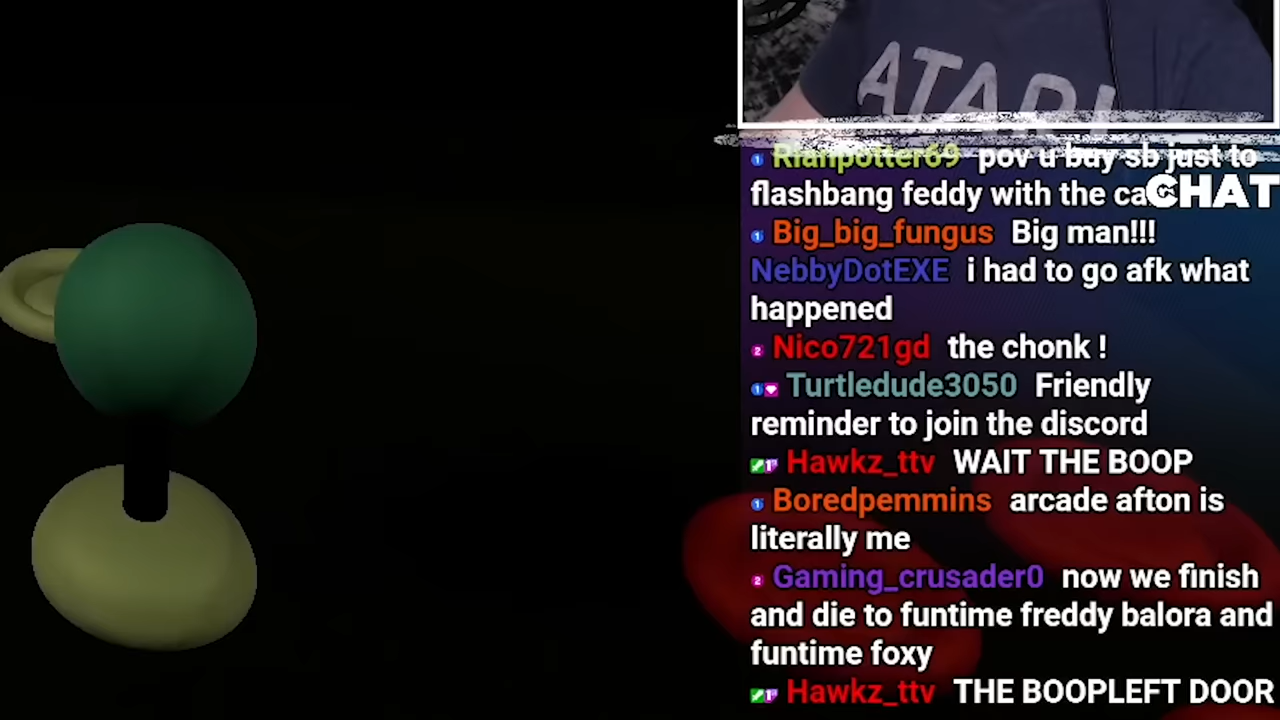 ATARI
Rianpotter69 pov u buy sb just to
flashbang feddy with the
CHAT
Big_big_fungus Big man!!!
NebbyDotEXE i had to go afk what
happened
Nico721gd the chonk !
Turtledude3050 Friendly
reminder to join the discord
Hawkz_ttv WAIT THE BOOP
Boredpemmins arcade afton is
literally me
Gaming_crusader0 now we finish
and die to funtime freddy balora and
funtime foxy
Hawkz_ttv THE BOOPLEFT DOOR